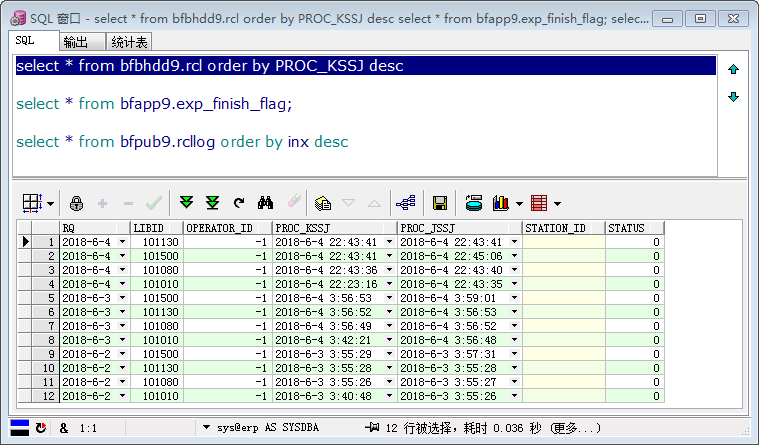 SQL 窗口 - select * from bfbhdd9.rcl order by PROC_KSSJ desc select * from bfapp9.exp_finish_flag; selec...
SQL 输出 统计表
select * from bfbhdd9.rcl order by PROC_KSSJ desc
select * from bfapp9.exp_finish_flag;
select * from bfpub9.rcllog order by inx desc
RQ LIBID OPERATOR_ID PROC_KSSJ PROC_JSSJ STATION_ID STATUS
1 2018-6-4 101130 -1 2018-6-4 22:43:41 2018-6-4 22:43:41 0
2 2018-6-4 101500 -1 2018-6-4 22:43:41 2018-6-4 22:45:06 0
3 2018-6-4 101080 -1 2018-6-4 22:43:36 2018-6-4 22:43:40 0
4 2018-6-4 101010 -1 2018-6-4 22:23:16 2018-6-4 22:43:35 0
5 2018-6-3 101500 -1 2018-6-4 3:56:53 2018-6-4 3:59:01 0
6 2018-6-3 101130 -1 2018-6-4 3:56:52 2018-6-4 3:56:53 0
7 2018-6-3 101080 -1 2018-6-4 3:56:49 2018-6-4 3:56:52 0
8 2018-6-3 101010 -1 2018-6-4 3:42:21 2018-6-4 3:56:48 0
9 2018-6-2 101500 -1 2018-6-3 3:55:29 2018-6-3 3:57:31 0
10 2018-6-2 101130 -1 2018-6-3 3:55:28 2018-6-3 3:55:28 0
11 2018-6-2 101080 -1 2018-6-3 3:55:26 2018-6-3 3:55:27 0
12 2018-6-2 101010 -1 2018-6-3 3:40:48 2018-6-3 3:55:26 0
& 1:1 sys@erp AS SYSDBA 12 行被选择，耗时 0.036 秒 (更多...)